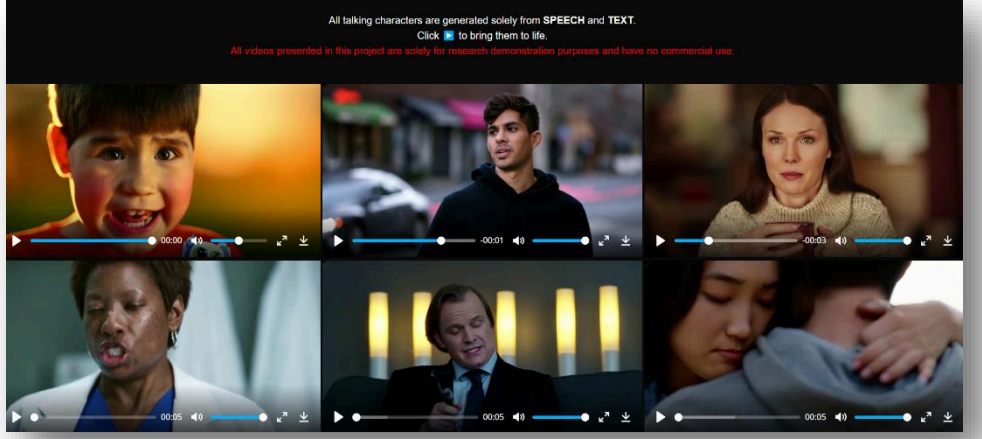 All talking characters are generated solely from SPEECH and TEXT.
Click ▶ to bring them to life.
All videos presented in this project are solely for research demonstration purposes and have no commercial use.
00:00
-00:01
-00:03
00:05
00:05
00:05